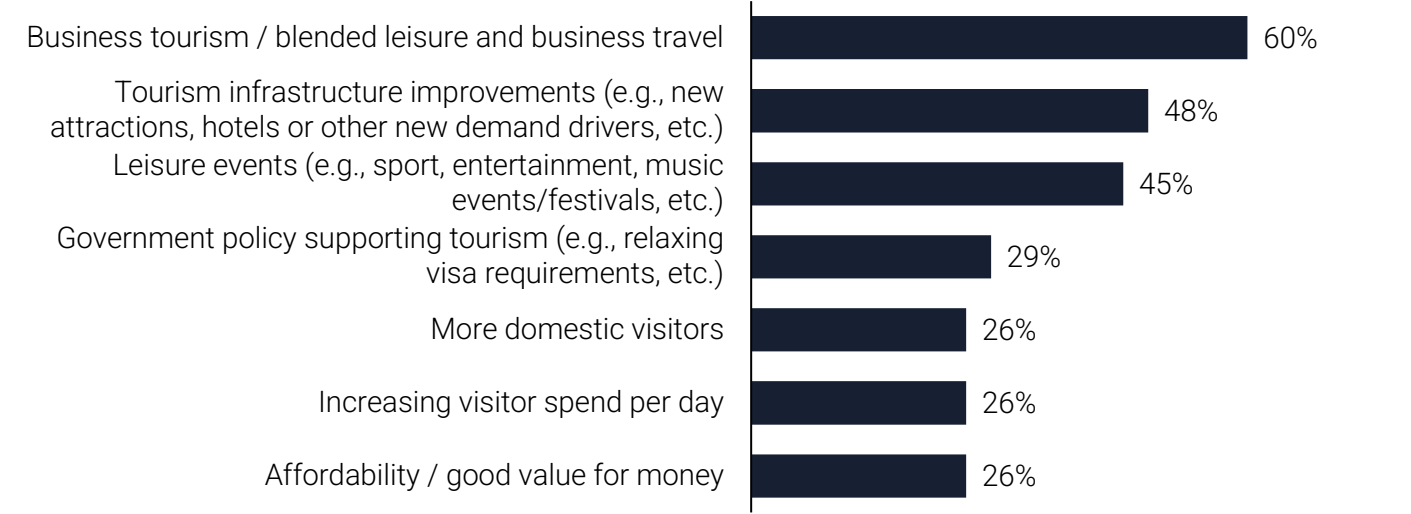 Business tourism / blended leisure and business travel
60%
Tourism infrastructure improvements (e.g., new
attractions, hotels or other new demand drivers, etc.)
48%
Leisure events (e.g., sport, entertainment, music
events/festivals, etc.)
45%
Government policy supporting tourism (e.g., relaxing
visa requirements, etc.)
29%
More domestic visitors
26%
Increasing visitor spend per day
26%
Affordability / good value for money
26%